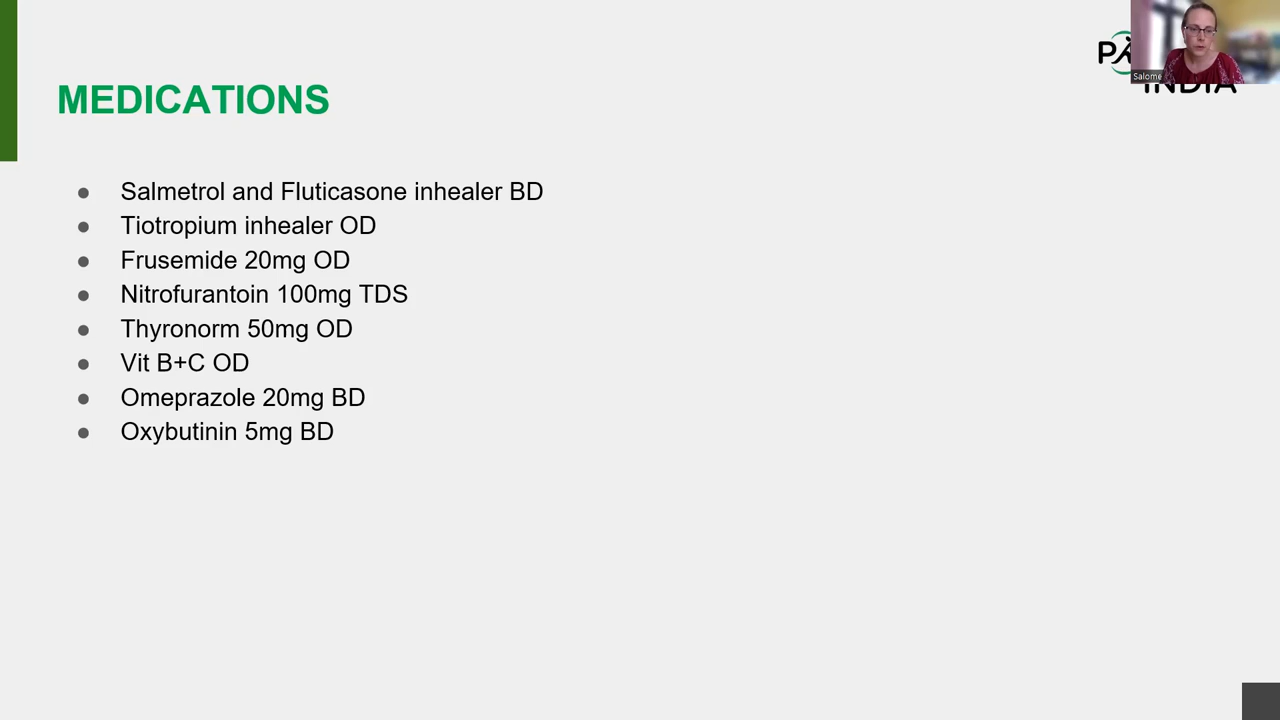 MEDICATIONS
● Salmetrol and Fluticasone inhealer BD
● Tiotropium inhealer OD
● Frusemide 20mg OD
● Nitrofurantoin 100mg TDS
● Thyronorm 50mg OD
● Vit B+C OD
● Omeprazole 20mg BD
● Oxybutinin 5mg BD
INDIA
Salome